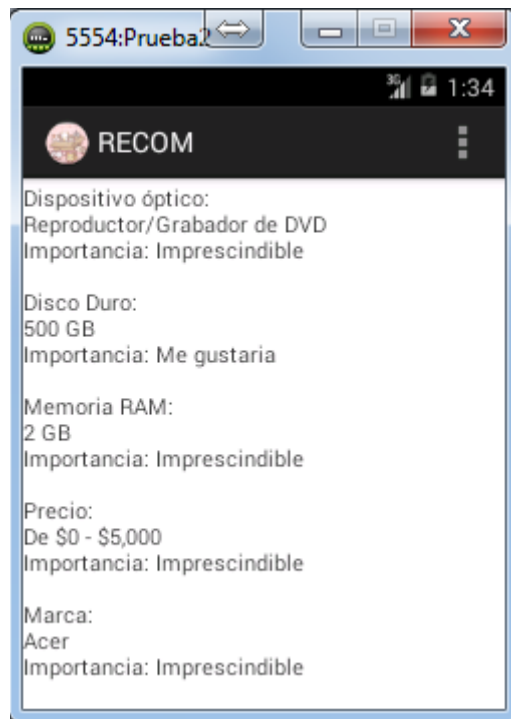 5554:Prueba2
3G 1:34
RECOM
Dispositivo óptico:
Reproductor/Grabador de DVD
Importancia: Imprescindible
Disco Duro:
500 GB
Importancia: Me gustaria
Memoria RAM:
2 GB
Importancia: Imprescindible
Precio:
De $0 - $5,000
Importancia: Imprescindible
Marca:
Acer
Importancia: Imprescindible